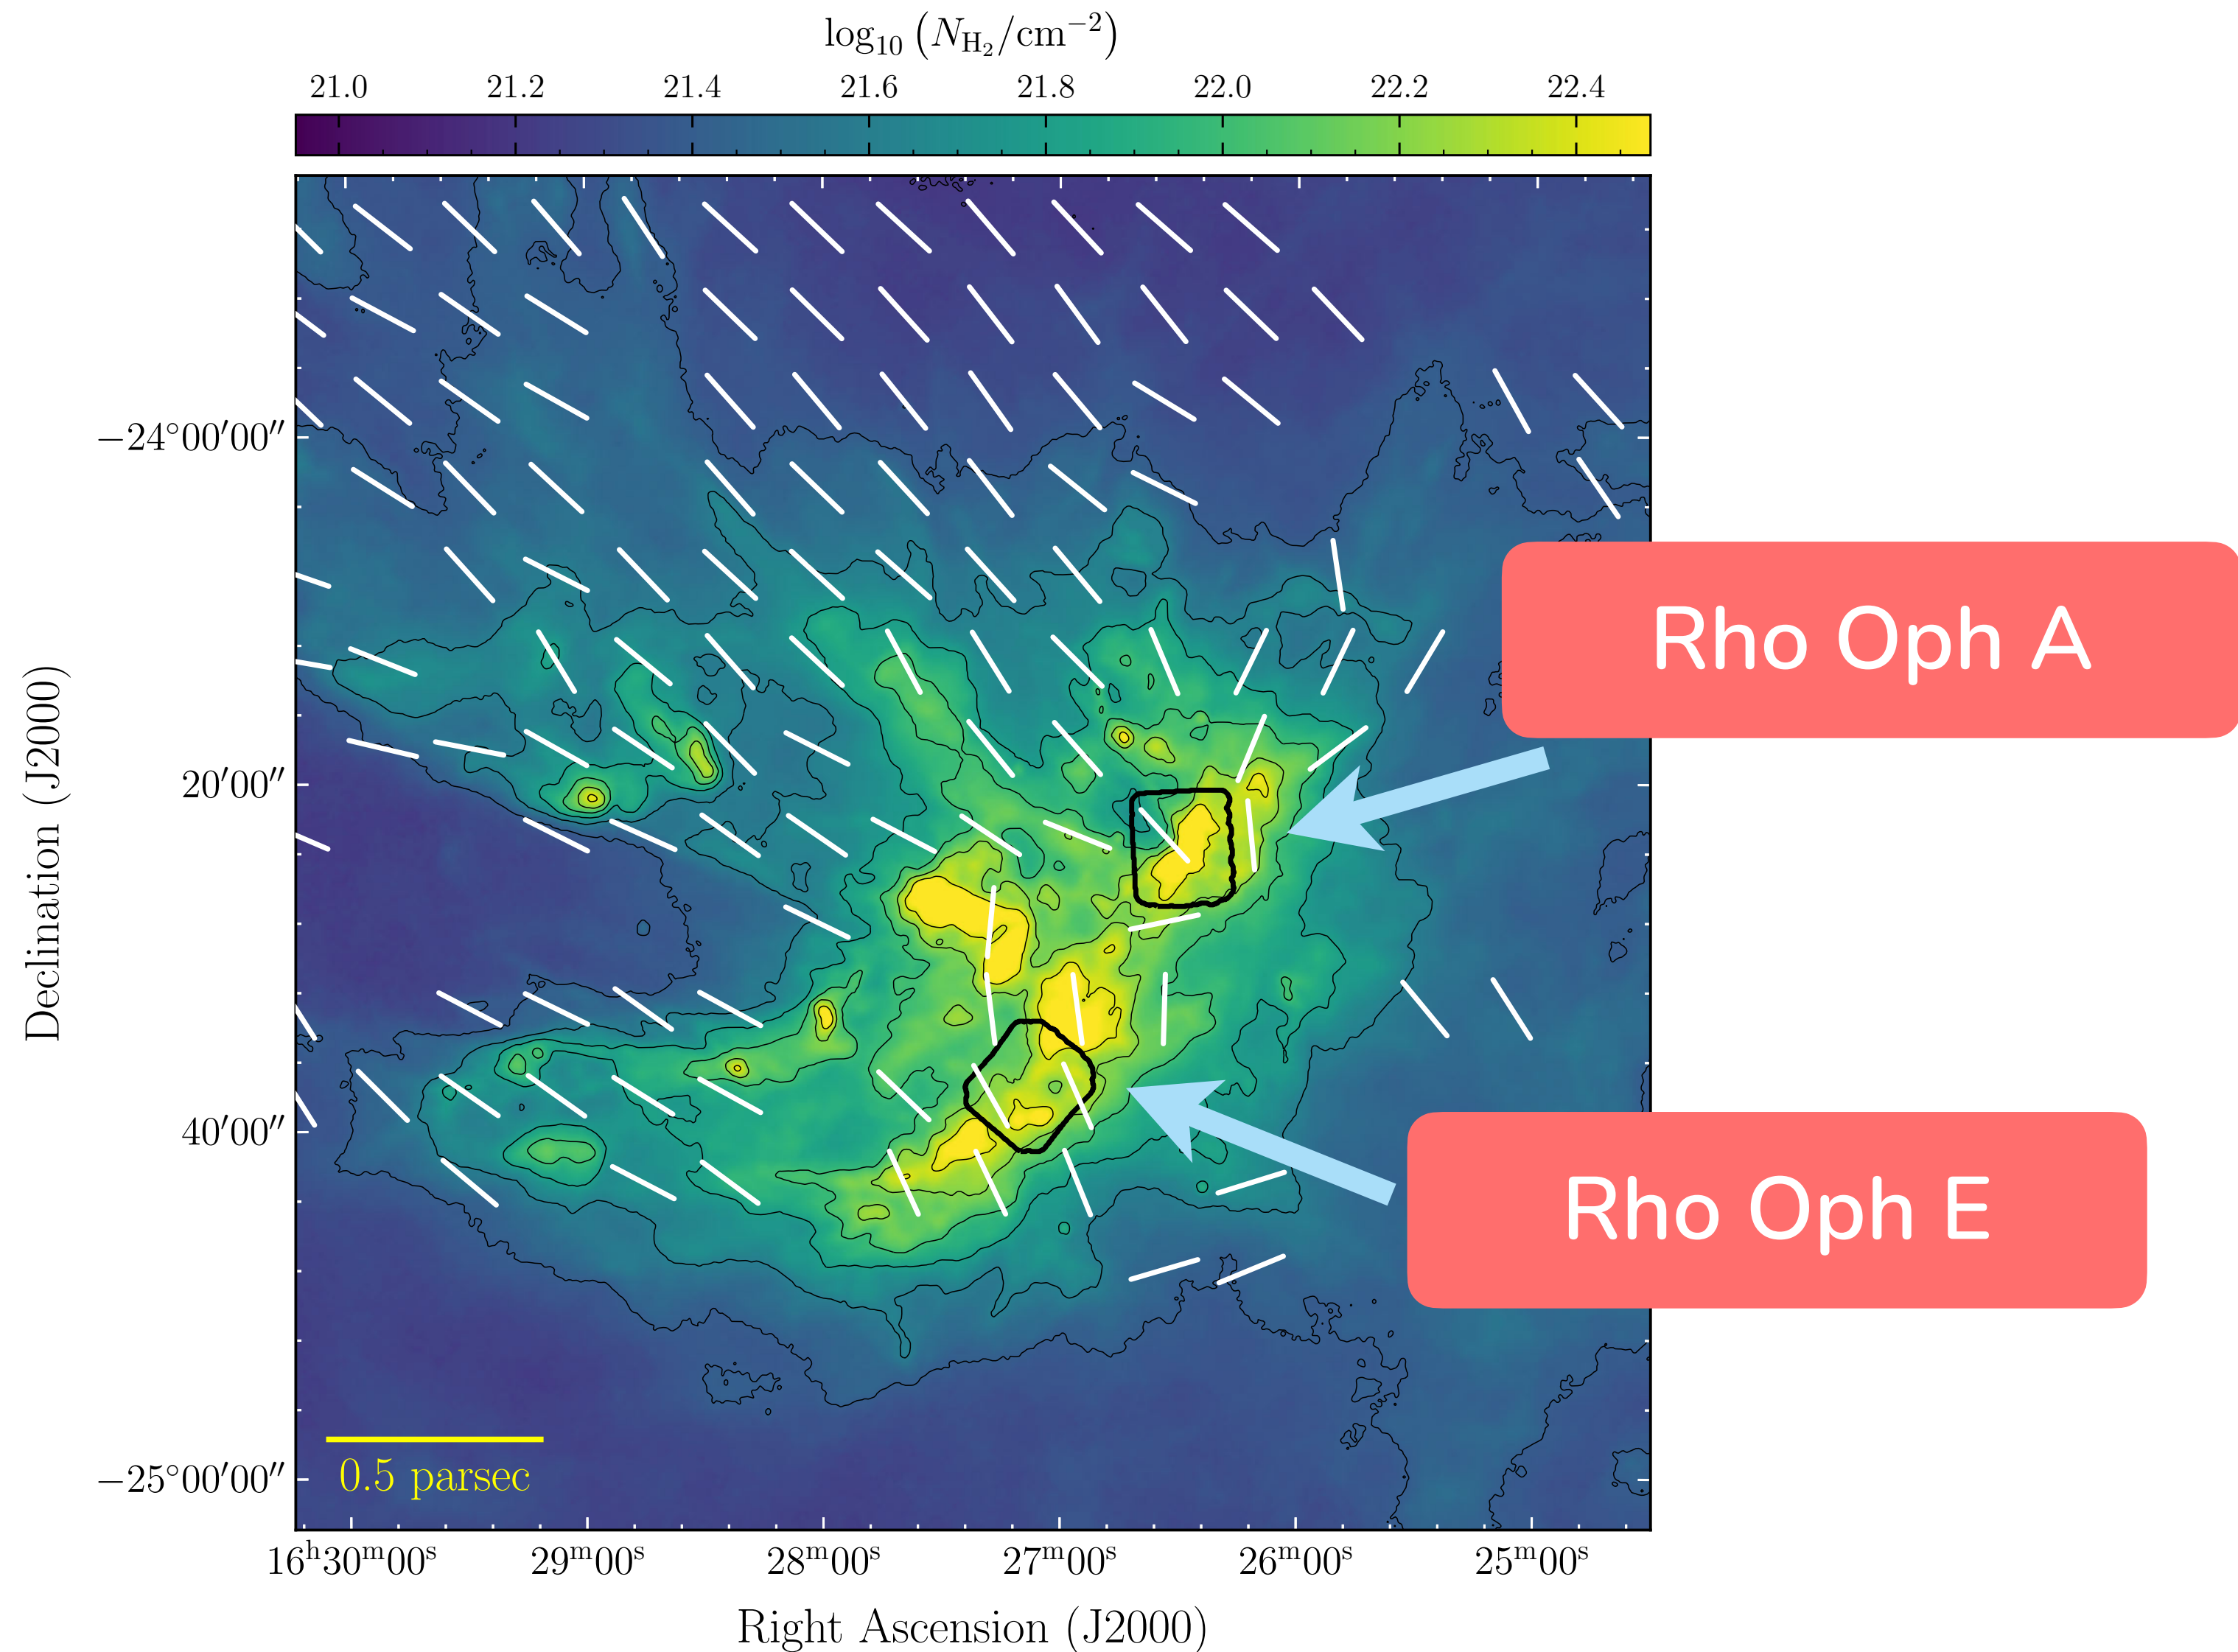 log₁₀ (N_H₂/cm⁻²)
21.0 21.2 21.4 21.6 21.8 22.0 22.2 22.4
Declination (J2000)
−24°00′00″
20′00″
40′00″
−25°00′00″
Rho Oph A
Rho Oph E
0.5 parsec
16ʰ30ᵐ00ˢ 29ᵐ00ˢ 28ᵐ00ˢ 27ᵐ00ˢ 26ᵐ00ˢ 25ᵐ00ˢ
Right Ascension (J2000)